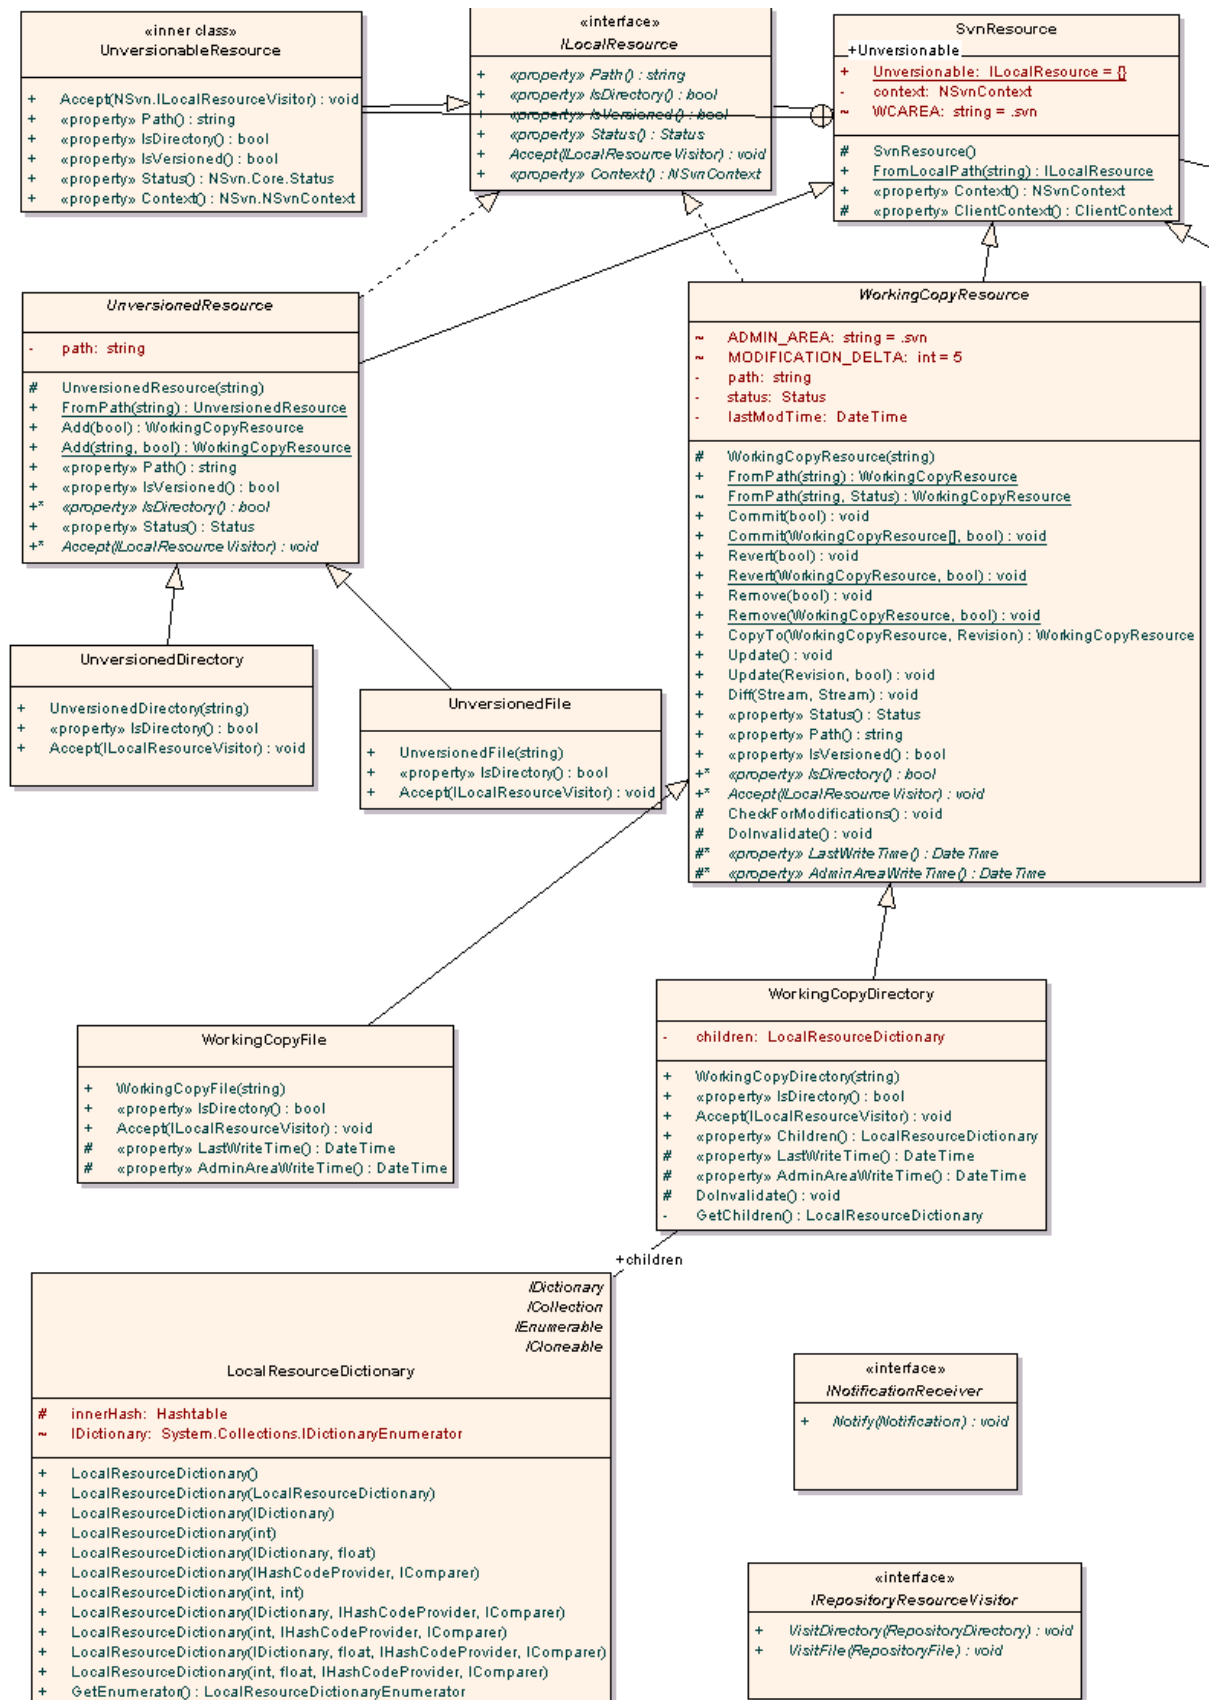 «inner class»
UnversionableResource
+ Accept(NSvn.ILocalResourceVisitor) : void
+ «property» Path() : string
+ «property» IsDirectory() : bool
+ «property» IsVersioned() : bool
+ «property» Status() : NSvn.Core.Status
+ «property» Context() : NSvn.NSvnContext
«interface»
ILocalResource
+ «property» Path() : string
+ «property» IsDirectory() : bool
+ «property» IsVersioned() : bool
+ «property» Status() : Status
+ Accept(ILocalResourceVisitor) : void
+ «property» Context() : NSvnContext
SvnResource
+Unversionable
+ Unversionable: ILocalResource = {}
- context: NSvnContext
~ WCAREA: string = .svn
# SvnResource()
+ FromLocalPath(string) : ILocalResource
+ «property» Context() : NSvnContext
# «property» ClientContext() : ClientContext
UnversionedResource
- path: string
# UnversionedResource(string)
+ FromPath(string) : UnversionedResource
+ Add(bool) : WorkingCopyResource
+ Add(string, bool) : WorkingCopyResource
+ «property» Path() : string
+ «property» IsVersioned() : bool
+* «property» IsDirectory() : bool
+ «property» Status() : Status
+* Accept(ILocalResourceVisitor) : void
WorkingCopyResource
~ ADMIN_AREA: string = .svn
~ MODIFICATION_DELTA: int = 5
- path: string
- status: Status
- lastModTime: DateTime
# WorkingCopyResource(string)
+ FromPath(string) : WorkingCopyResource
~ FromPath(string, Status) : WorkingCopyResource
+ Commit(bool) : void
+ Commit(WorkingCopyResource[], bool) : void
+ Revert(bool) : void
+ Revert(WorkingCopyResource, bool) : void
+ Remove(bool) : void
+ Remove(WorkingCopyResource, bool) : void
+ CopyTo(WorkingCopyResource, Revision) : WorkingCopyResource
+ Update() : void
+ Update(Revision, bool) : void
+ Diff(Stream, Stream) : void
+ «property» Status() : Status
+ «property» Path() : string
+ «property» IsVersioned() : bool
+* «property» IsDirectory() : bool
+* Accept(ILocalResourceVisitor) : void
# CheckForModifications() : void
# DoInvalidate() : void
#* «property» LastWriteTime() : DateTime
#* «property» AdminAreaWriteTime() : DateTime
UnversionedDirectory
+ UnversionedDirectory(string)
+ «property» IsDirectory() : bool
+ Accept(ILocalResourceVisitor) : void
UnversionedFile
+ UnversionedFile(string)
+ «property» IsDirectory() : bool
+ Accept(ILocalResourceVisitor) : void
WorkingCopyFile
+ WorkingCopyFile(string)
+ «property» IsDirectory() : bool
+ Accept(ILocalResourceVisitor) : void
# «property» LastWriteTime() : DateTime
# «property» AdminAreaWriteTime() : DateTime
WorkingCopyDirectory
- children: LocalResourceDictionary
+ WorkingCopyDirectory(string)
+ «property» IsDirectory() : bool
+ Accept(ILocalResourceVisitor) : void
+ «property» Children() : LocalResourceDictionary
# «property» LastWriteTime() : DateTime
# «property» AdminAreaWriteTime() : DateTime
# DoInvalidate() : void
- GetChildren() : LocalResourceDictionary
+children
IDictionary
ICollection
IEnumerable
ICloneable
LocalResourceDictionary
# innerHash: Hashtable
~ IDictionary: System.Collections.IDictionaryEnumerator
+ LocalResourceDictionary()
+ LocalResourceDictionary(LocalResourceDictionary)
+ LocalResourceDictionary(IDictionary)
+ LocalResourceDictionary(int)
+ LocalResourceDictionary(IDictionary, float)
+ LocalResourceDictionary(IHashCodeProvider, IComparer)
+ LocalResourceDictionary(int, int)
+ LocalResourceDictionary(IDictionary, IHashCodeProvider, IComparer)
+ LocalResourceDictionary(int, IHashCodeProvider, IComparer)
+ LocalResourceDictionary(IDictionary, float, IHashCodeProvider, IComparer)
+ LocalResourceDictionary(int, float, IHashCodeProvider, IComparer)
+ GetEnumerator() : LocalResourceDictionaryEnumerator
«interface»
INotificationReceiver
+ Notify(Notification) : void
«interface»
IRepositoryResourceVisitor
+ VisitDirectory(RepositoryDirectory) : void
+ VisitFile(RepositoryFile) : void